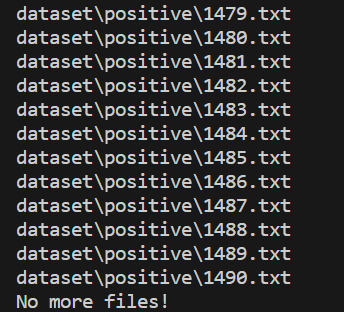 dataset\positive\1479.txt
dataset\positive\1480.txt
dataset\positive\1481.txt
dataset\positive\1482.txt
dataset\positive\1483.txt
dataset\positive\1484.txt
dataset\positive\1485.txt
dataset\positive\1486.txt
dataset\positive\1487.txt
dataset\positive\1488.txt
dataset\positive\1489.txt
dataset\positive\1490.txt
No more files!